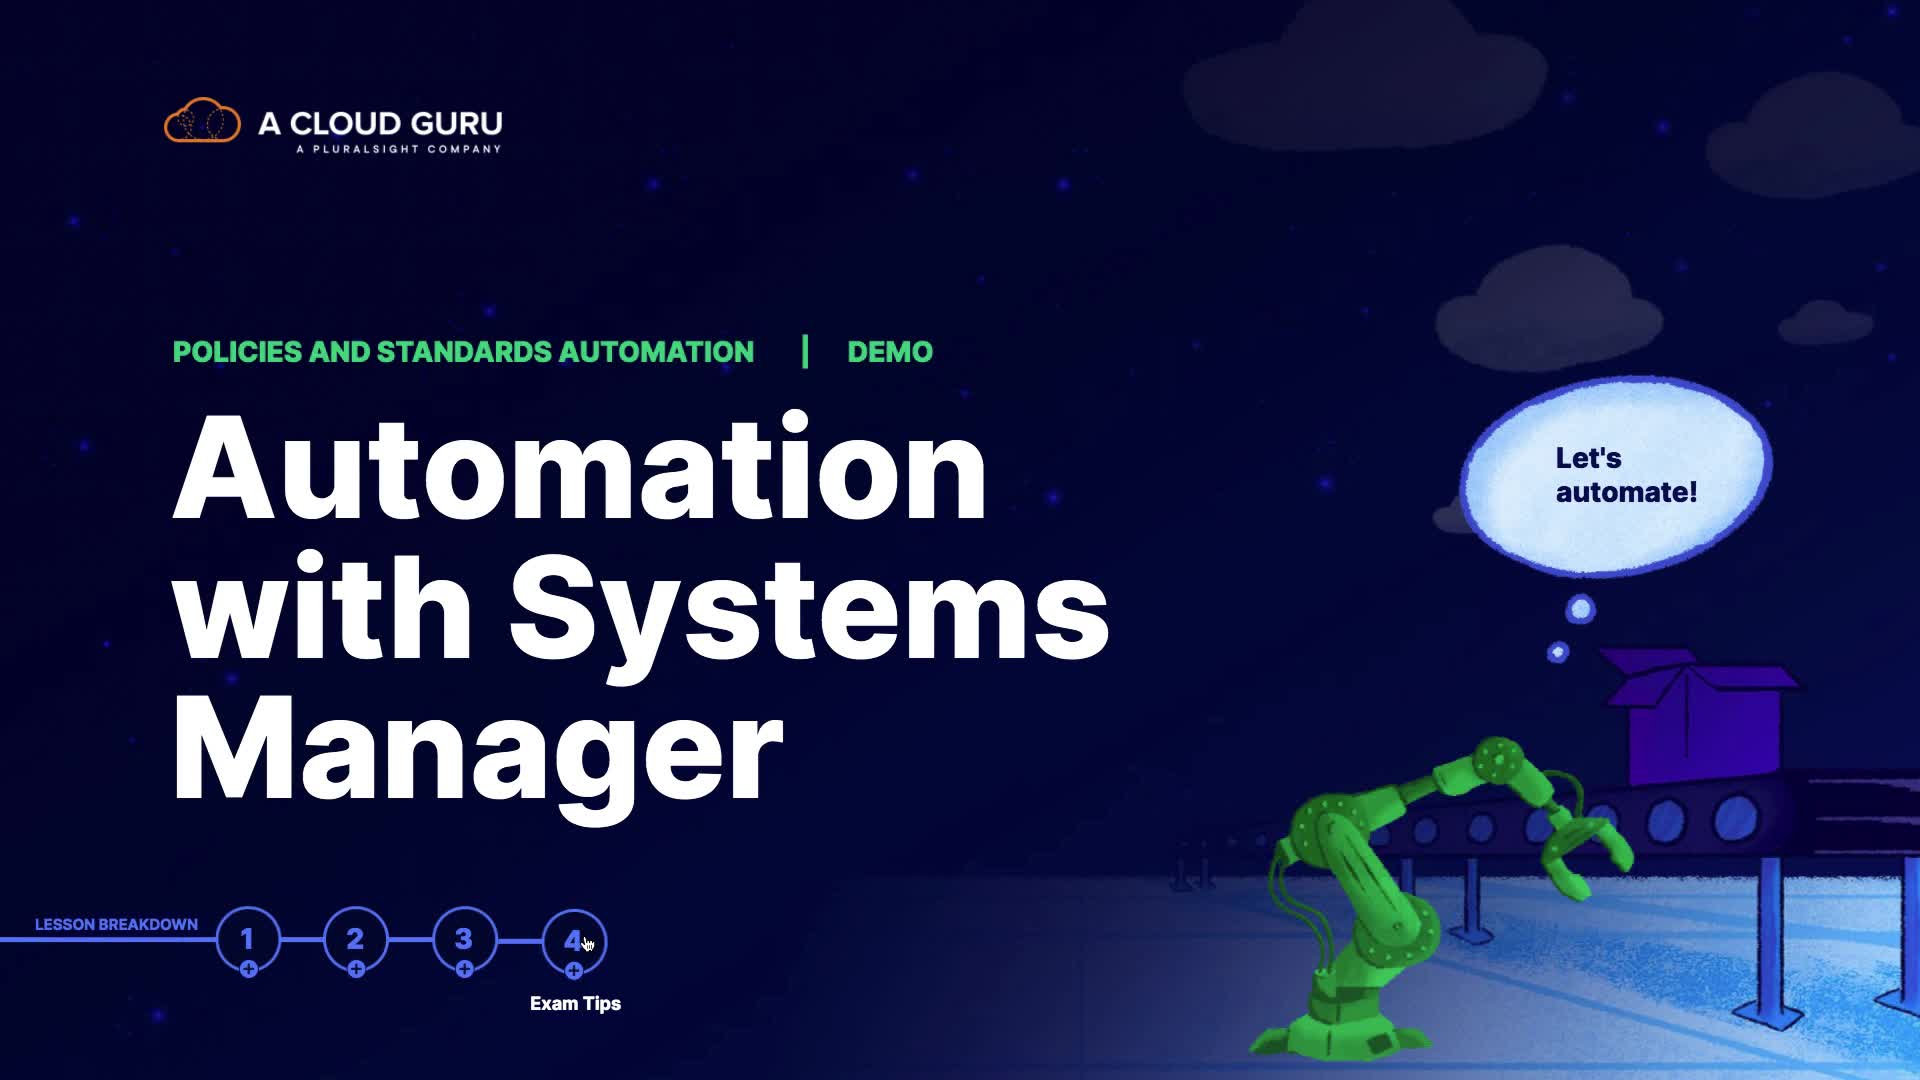 A CLOUD GURU
A PLURALSIGHT COMPANY
POLICIES AND STANDARDS AUTOMATION | DEMO
Automation
with Systems
Manager
Let's
automate!
LESSON BREAKDOWN
1
2
3
4
Exam Tips